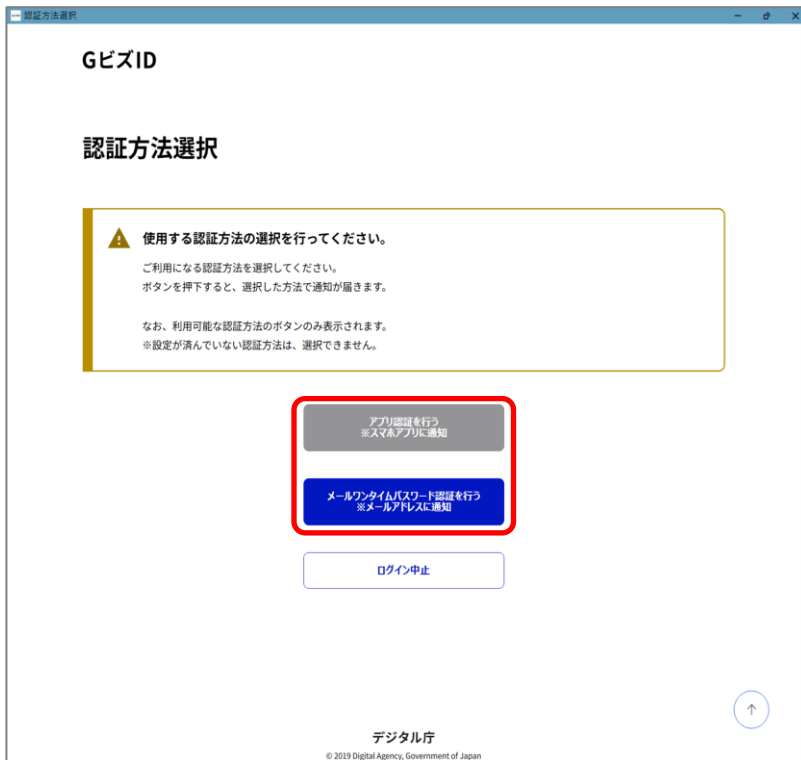 認証方法選択
GビズID
認証方法選択
使用する認証方法の選択を行ってください。
ご利用になる認証方法を選択してください。
ボタンを押下すると、選択した方法で通知が届きます。
なお、利用可能な認証方法のボタンのみ表示されます。
※設定が済んでいない認証方法は、選択できません。
アプリ認証を行う
※スマホアプリに通知
メールワンタイムパスワード認証を行う
※メールアドレスに通知
ログイン中止
デジタル庁
© 2019 Digital Agency, Government of Japan